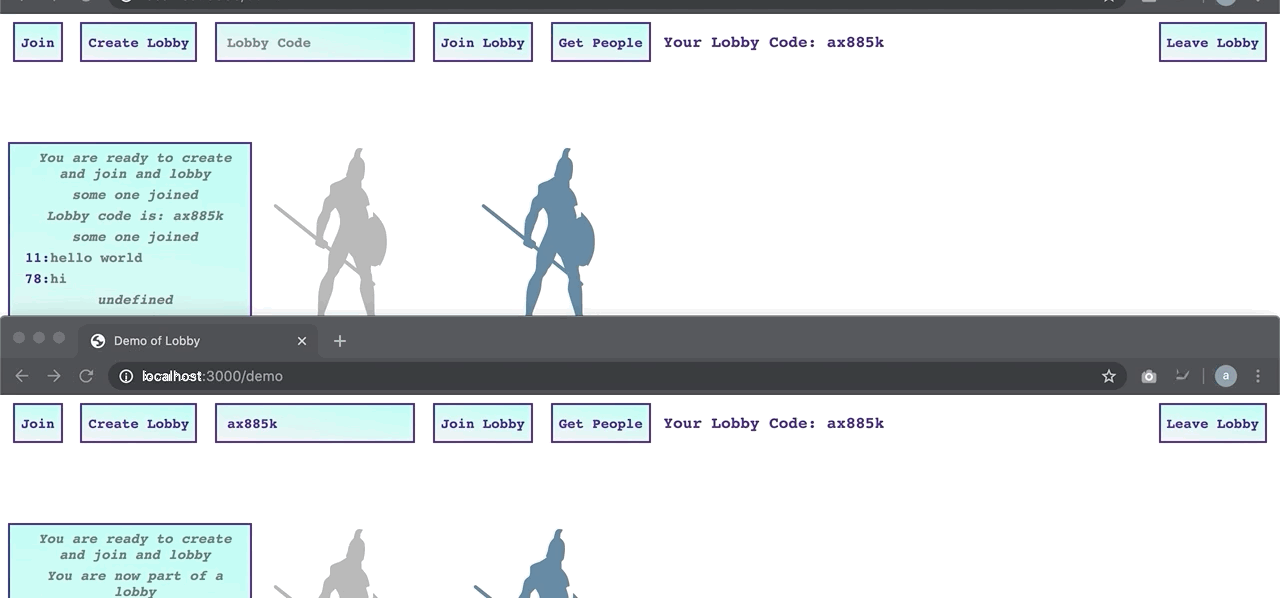 Join Create Lobby Lobby Code Join Lobby Get People Your Lobby Code: ax885k Leave Lobby
You are ready to create
and join and lobby
some one joined
Lobby code is: ax885k
some one joined
11:hello world
78:hi
undefined
Demo of Lobby
localhost:3000/demo
a
Join Create Lobby ax885k Join Lobby Get People Your Lobby Code: ax885k Leave Lobby
You are ready to create
and join and lobby
You are now part of a
lobby